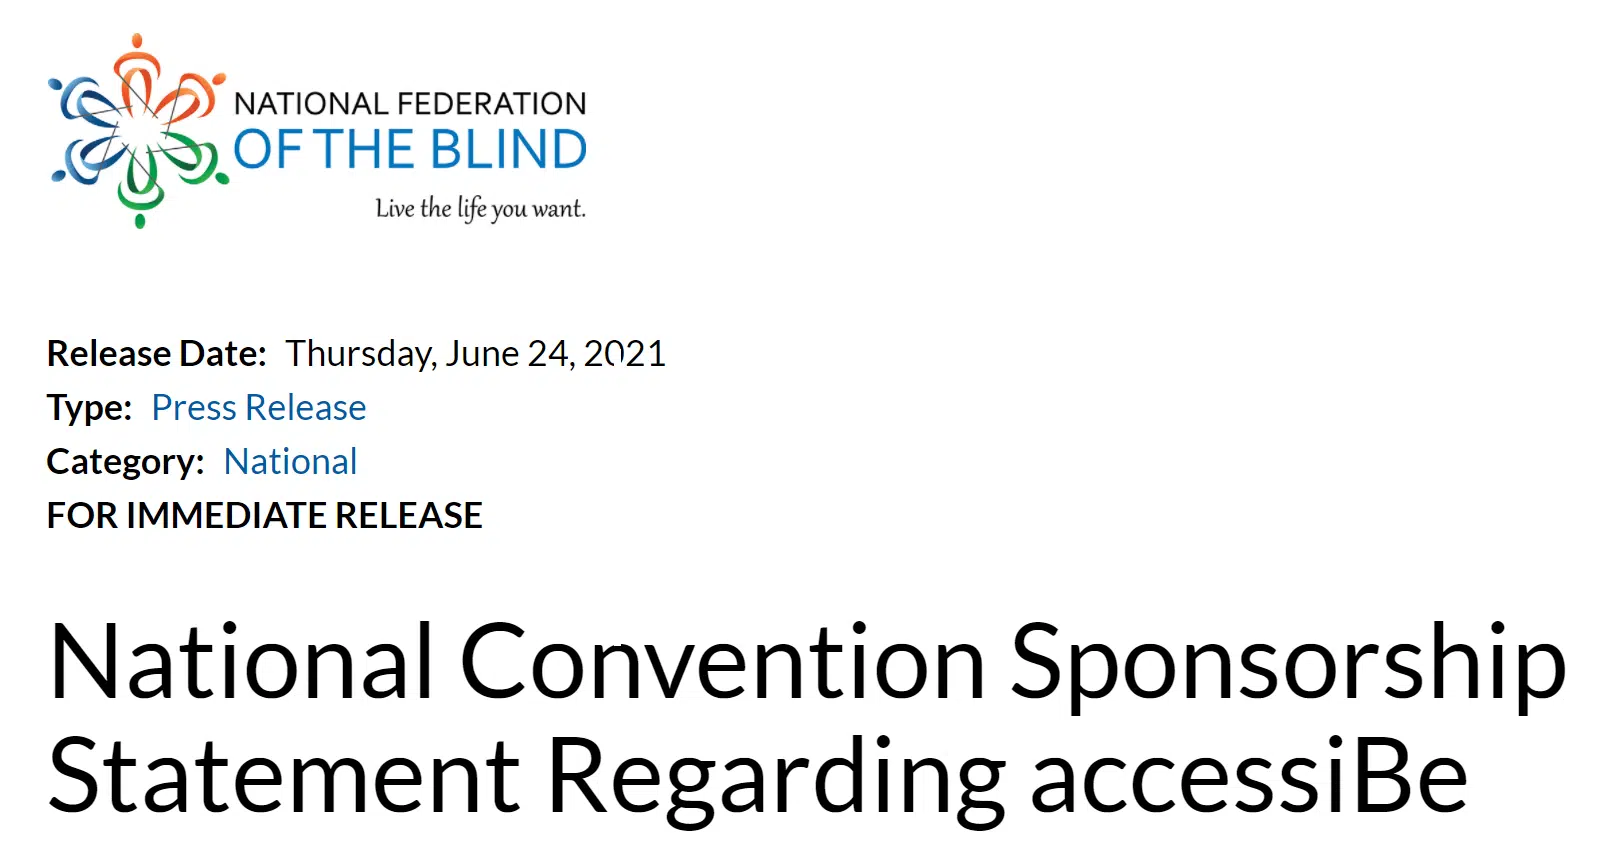 NATIONAL FEDERATION
OF THE BLIND
Live the life you want.
Release Date: Thursday, June 24, 2021
Type: Press Release
Category: National
FOR IMMEDIATE RELEASE
National Convention Sponsorship
Statement Regarding accessiBe